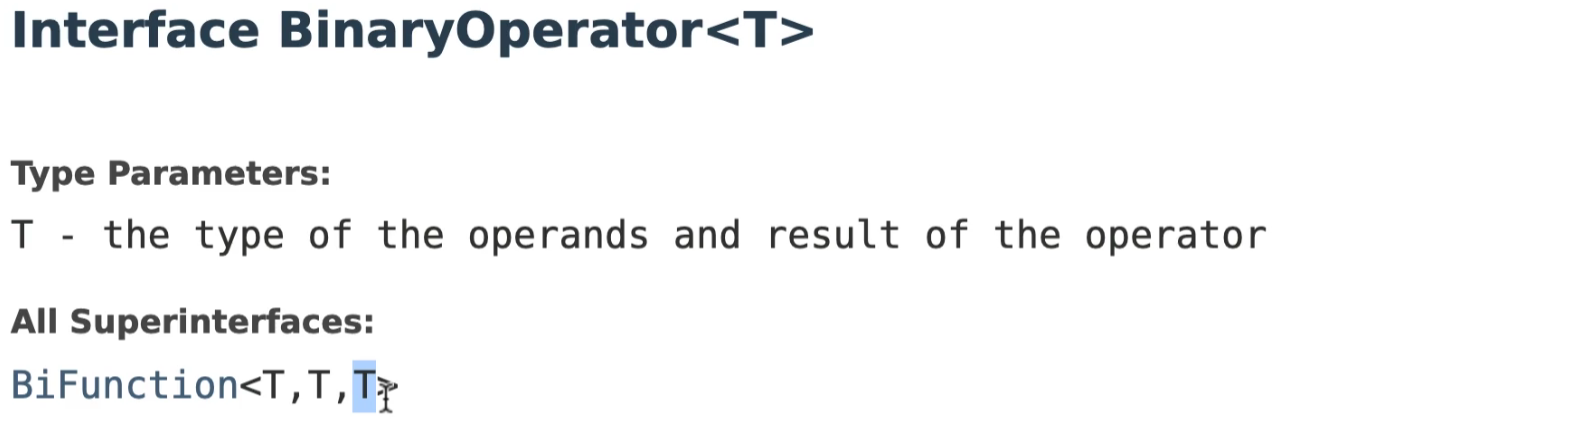 Interface BinaryOperator<T>
Type Parameters:
T - the type of the operands and result of the operator
All Superinterfaces:
BiFunction<T,T,T>